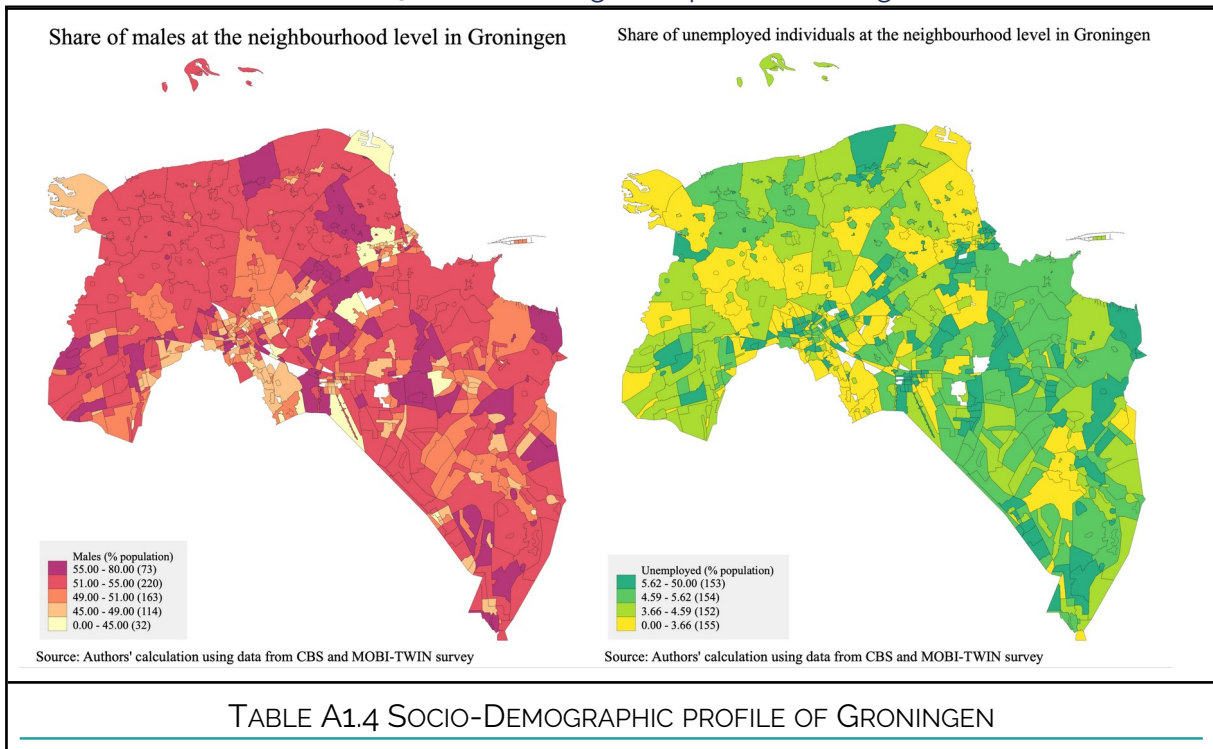 Share of males at the neighbourhood level in Groningen
Share of unemployed individuals at the neighbourhood level in Groningen
Males (% population)
55.00 - 80.00 (73)
51.00 - 55.00 (220)
49.00 - 51.00 (163)
45.00 - 49.00 (114)
0.00 - 45.00 (32)
Unemployed (% population)
5.62 - 50.00 (153)
4.59 - 5.62 (154)
3.66 - 4.59 (152)
0.00 - 3.66 (155)
Source: Authors' calculation using data from CBS and MOBI-TWIN survey
Source: Authors' calculation using data from CBS and MOBI-TWIN survey
TABLE A1.4 SOCIO-DEMOGRAPHIC PROFILE OF GRONINGEN